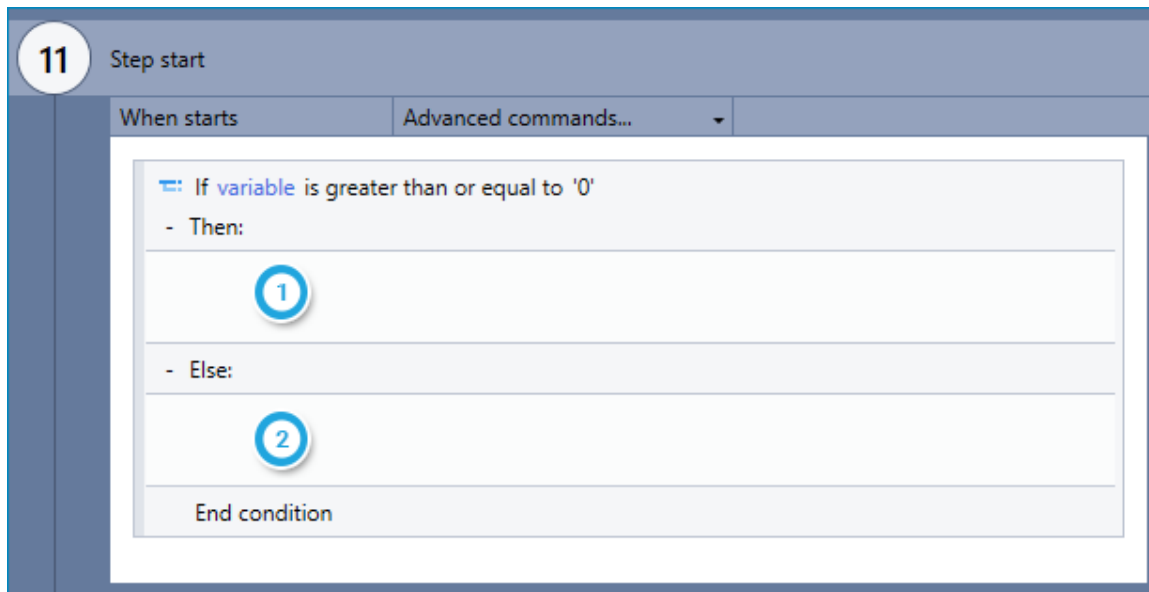 11 Step start
When starts Advanced commands...
If variable is greater than or equal to '0'
- Then:
1
- Else:
2
End condition